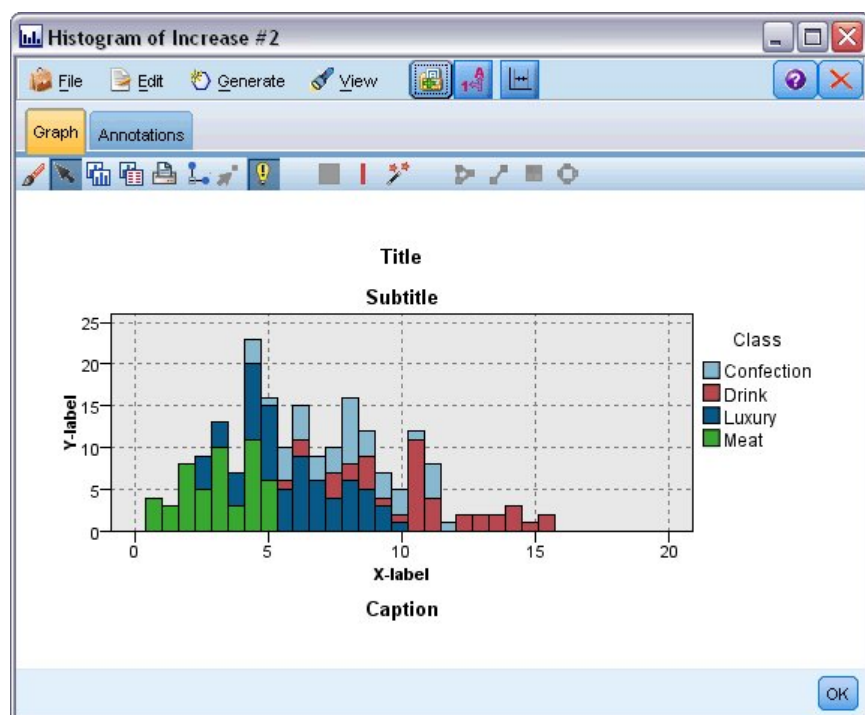 Histogram of Increase #2
File Edit Generate View
Graph Annotations
Title
Subtitle
25
20
15
10
5
0
Y-label
0 5 10 15 20
X-label
Caption
Class
Confection
Drink
Luxury
Meat
OK